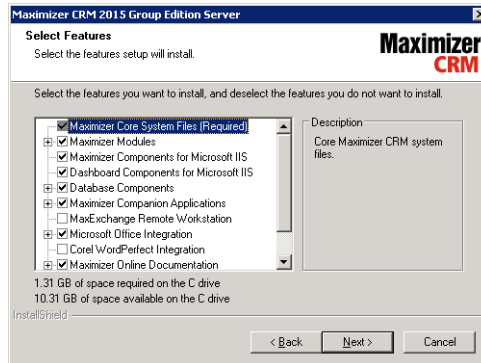 Maximizer CRM 2015 Group Edition Server
Select Features
Select the features setup will install.
Maximizer
CRM
Select the features you want to install, and deselect the features you do not want to install.
Maximizer Core System Files (Required)
Maximizer Modules
Maximizer Components for Microsoft IIS
Dashboard Components for Microsoft IIS
Database Components
Maximizer Companion Applications
MaxExchange Remote Workstation
Microsoft Office Integration
Corel WordPerfect Integration
Maximizer Online Documentation
Description
Core Maximizer CRM system
files.
1.31 GB of space required on the C drive
10.31 GB of space available on the C drive
InstallShield
< Back
Next >
Cancel